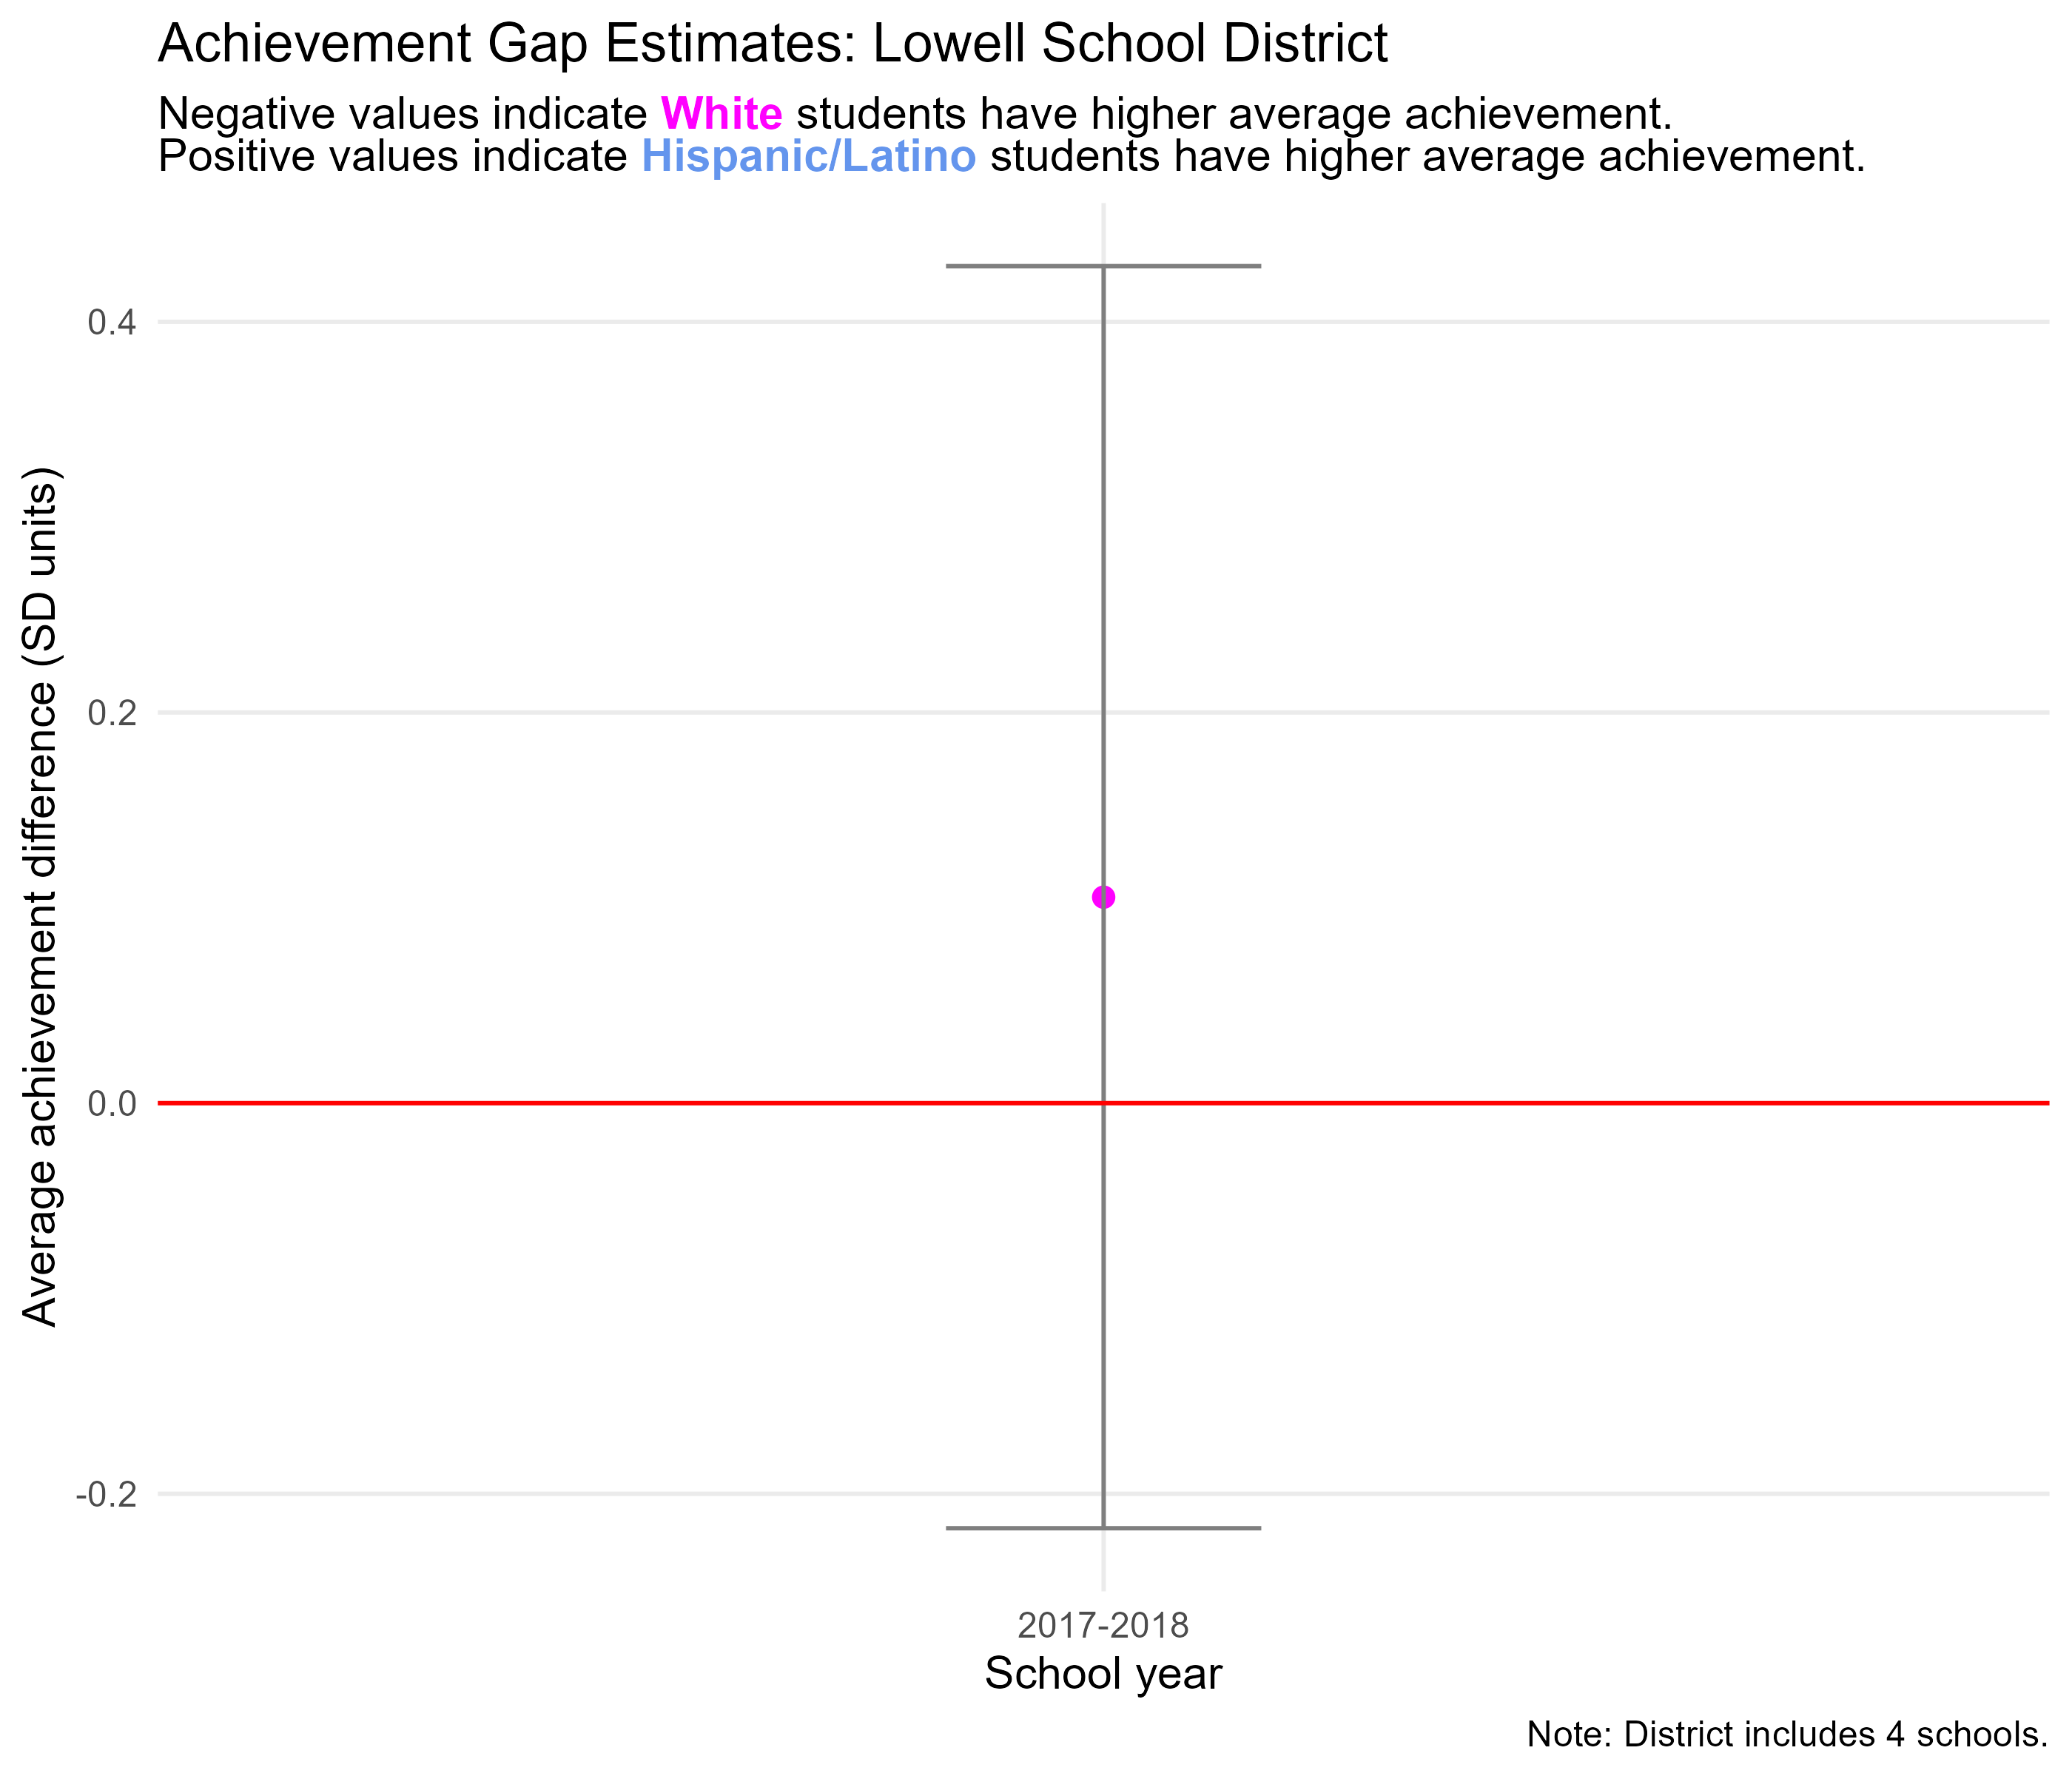 Achievement Gap Estimates: Lowell School District
Negative values indicate White students have higher average achievement.
Positive values indicate Hispanic/Latino students have higher average achievement.
Average achievement difference (SD units)
0.4
0.2
0.0
-0.2
2017-2018
School year
Note: District includes 4 schools.